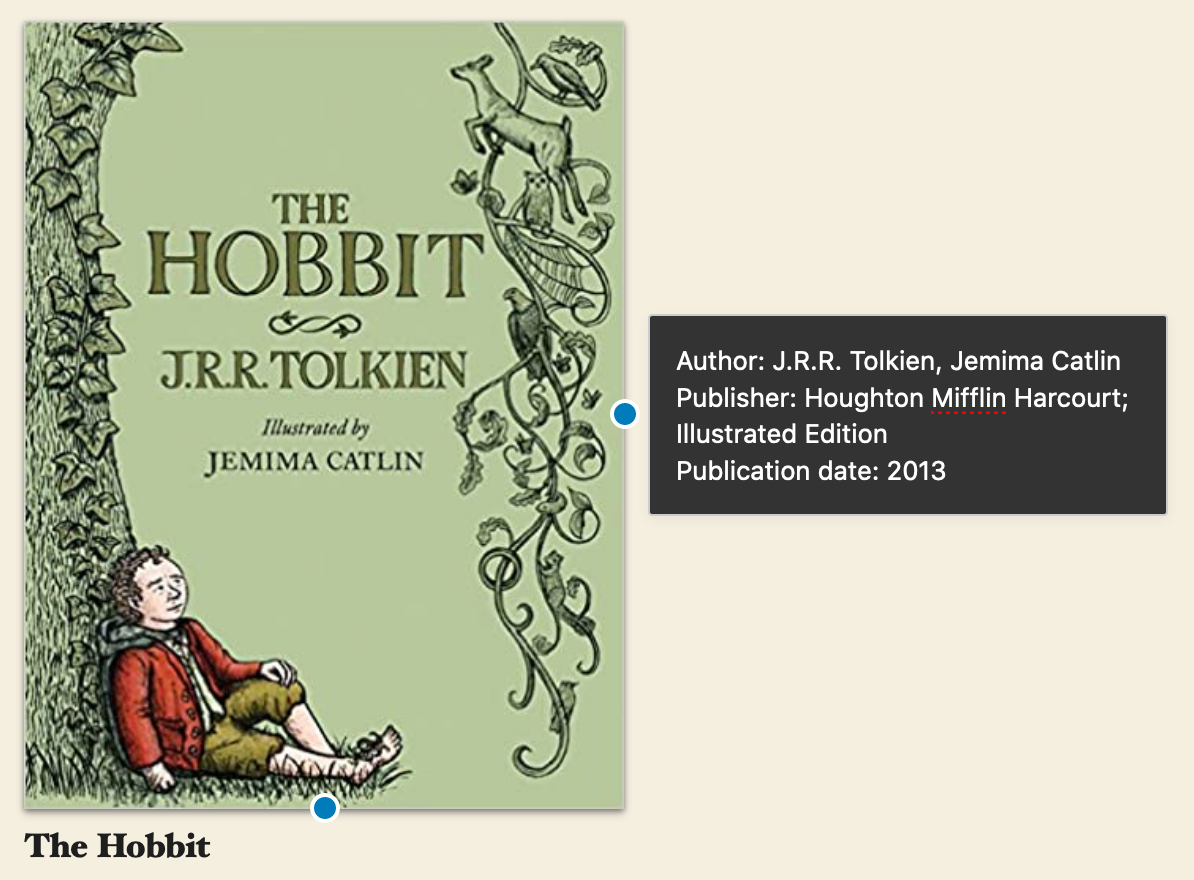 THE
HOBBIT
J.R.R. TOLKIEN
Illustrated by
JEMIMA CATLIN
Author: J.R.R. Tolkien, Jemima Catlin
Publisher: Houghton Mifflin Harcourt;
Illustrated Edition
Publication date: 2013
The Hobbit